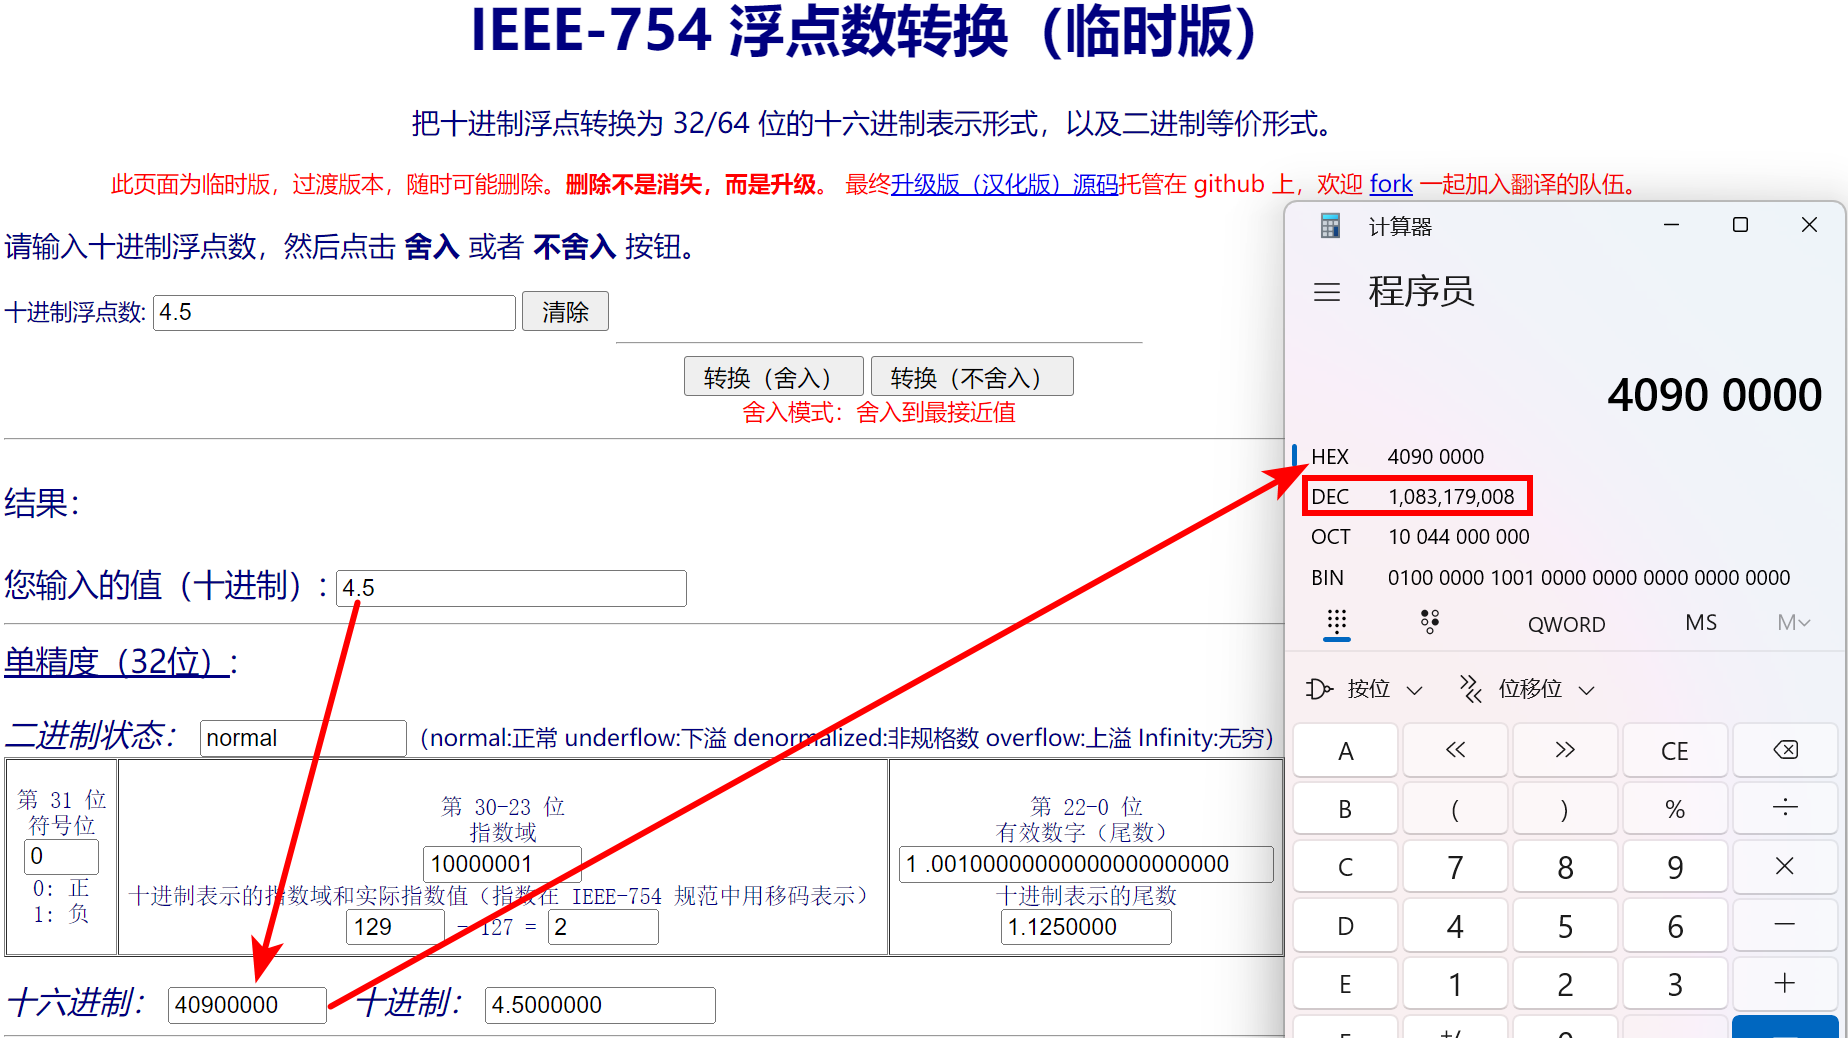 IEEE-754 浮点数转换（临时版）
把十进制浮点转换为 32/64 位的十六进制表示形式，以及二进制等价形式。
此页面为临时版，过渡版本，随时可能删除。删除不是消失，而是升级。 最终升级版（汉化版）源码托管在 github 上，欢迎 fork 一起加入翻译的队伍。
请输入十进制浮点数，然后点击 舍入 或者 不舍入 按钮。
十进制浮点数: 4.5 清除
转换（舍入） 转换（不舍入）
舍入模式：舍入到最接近值
结果：
您输入的值（十进制）: 4.5
单精度（32位）:
二进制状态： normal （normal:正常 underflow:下溢 denormalized:非规格数 overflow:上溢 Infinity:无穷）
第 31 位
符号位
0
0: 正
1: 负
第 30-23 位
指数域
10000001
十进制表示的指数域和实际指数值（指数在 IEEE-754 规范中用移码表示）
129 - 127 = 2
第 22-0 位
有效数字（尾数）
1 .00100000000000000000000
十进制表示的尾数
1.1250000
十六进制： 40900000 十进制： 4.5000000
计算器
程序员
4090 0000
HEX 4090 0000
DEC 1,083,179,008
OCT 10 044 000 000
BIN 0100 0000 1001 0000 0000 0000 0000 0000
QWORD MS M
按位 位移位
A << >> CE
B ( ) % ÷
C 7 8 9 ×
D 4 5 6 −
E 1 2 3 +